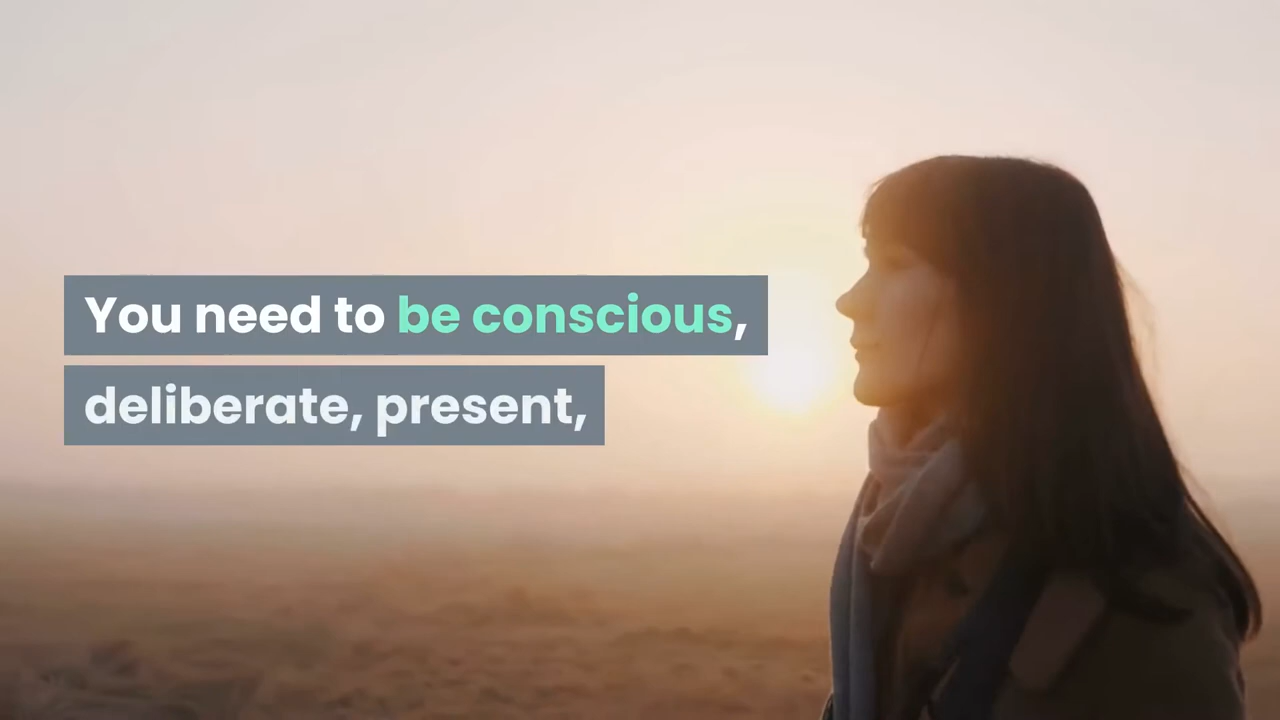 You need to be conscious,
deliberate, present,